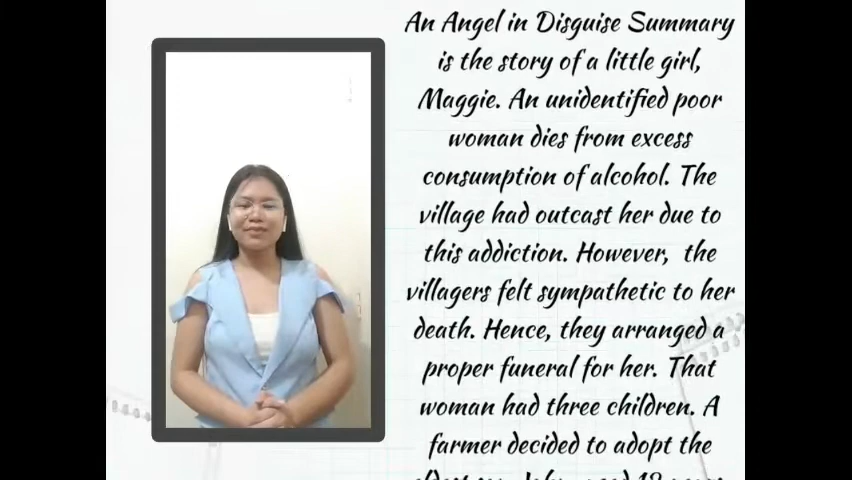 An Angel in Disguise Summary
is the story of a little girl,
Maggie. An unidentified poor
woman dies from excess
consumption of alcohol. The
village had outcast her due to
this addiction. However, the
villagers felt sympathetic to her
death. Hence, they arranged a
proper funeral for her. That
woman had three children. A
farmer decided to adopt the